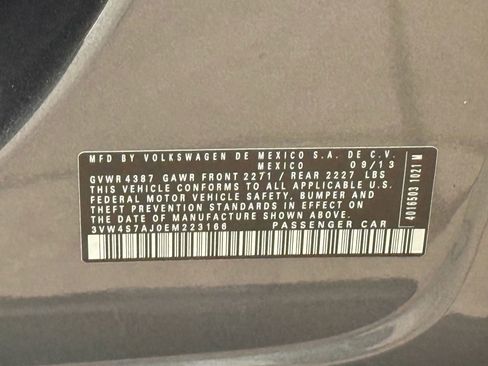 MFD BY VOLKSWAGEN DE MEXICO S.A. DE C.V.
MEXICO 09/13
GVWR 4387 GAWR FRONT 2271 / REAR 2227 LBS
THIS VEHICLE CONFORMS TO ALL APPLICABLE U.S.
FEDERAL MOTOR VEHICLE SAFETY, BUMPER AND
THEFT PREVENTION STANDARDS IN EFFECT ON
THE DATE OF MANUFACTURE SHOWN ABOVE.
3VW4S7AJ0EM223166 PASSENGER CAR
4016503 1021 M